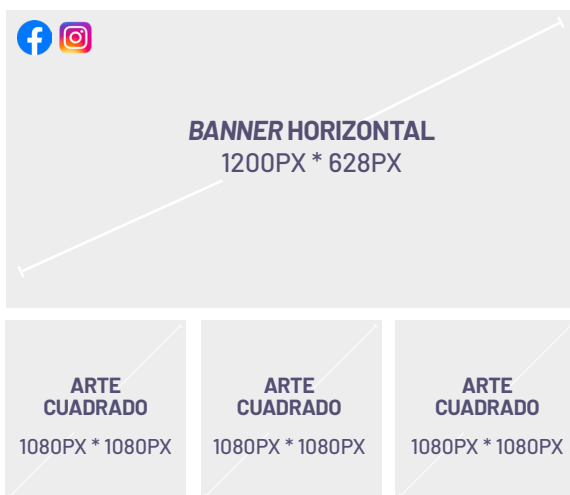 BANNER HORIZONTAL
1200PX * 628PX
ARTE
CUADRADO
1080PX * 1080PX
ARTE
CUADRADO
1080PX * 1080PX
ARTE
CUADRADO
1080PX * 1080PX